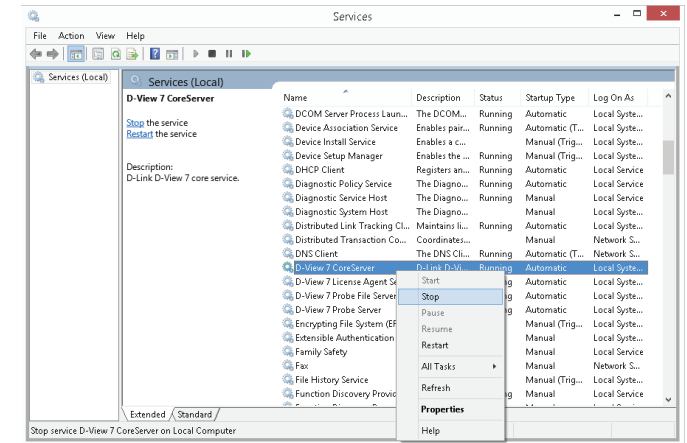 Services
File Action View Help
Services (Local)
Services (Local)
D-View 7 CoreServer
Stop the service
Restart the service
Description:
D-Link D-View 7 core service.
Name Description Status Startup Type Log On As
DCOM Server Process Laun... The DCOM... Running Automatic Local Syste...
Device Association Service Enables pair... Running Automatic (T... Local Syste...
Device Install Service Enables a c... Manual (Trig... Local Syste...
Device Setup Manager Enables the ... Running Manual (Trig... Local Syste...
DHCP Client Registers an... Running Automatic Local Service
Diagnostic Policy Service The Diagno... Running Automatic Local Service
Diagnostic Service Host The Diagno... Running Manual Local Service
Diagnostic System Host The Diagno... Manual Local Syste...
Distributed Link Tracking Cl... Maintains li... Running Automatic Local Syste...
Distributed Transaction Co... Coordinates... Manual Network S...
DNS Client The DNS Cli... Running Automatic (T... Network S...
D-View 7 CoreServer D-Link D-Vi... Running Automatic Local Syste...
D-View 7 License Agent Se Automatic Local Syste...
D-View 7 Probe File Server Automatic Local Syste...
D-View 7 Probe Server Automatic Local Syste...
Encrypting File System (EF Manual (Trig... Local Syste...
Extensible Authentication Manual Local Syste...
Family Safety Manual Local Service
Fax Manual Network S...
File History Service Manual (Trig... Local Syste...
Function Discovery Provid Manual Local Service
Start
Stop
Pause
Resume
Restart
All Tasks
Refresh
Properties
Help
Extended Standard
Stop service D-View 7 CoreServer on Local Computer